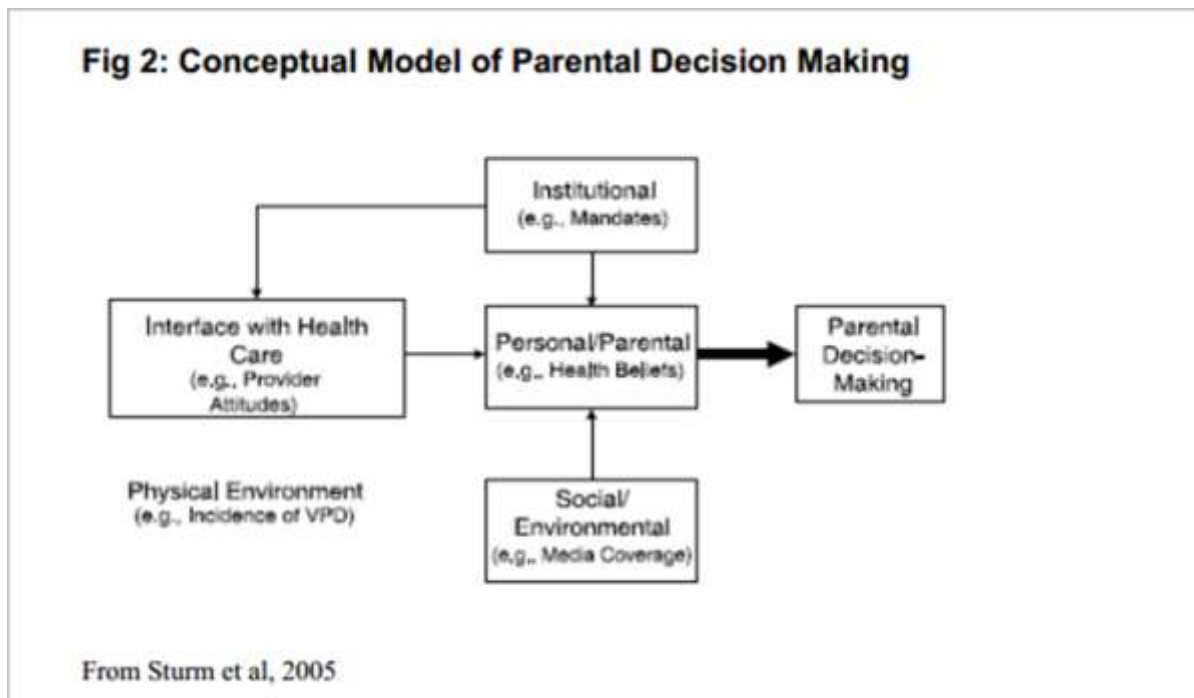 Fig 2: Conceptual Model of Parental Decision Making
Institutional
(e.g., Mandates)
Interface with Health
Care
(e.g., Provider
Attitudes)
Personal/Parental
(e.g., Health Beliefs)
Parental
Decision-
Making
Physical Environment
(e.g., Incidence of VPD)
Social/
Environmental
(e.g., Media Coverage)
From Sturm et al, 2005